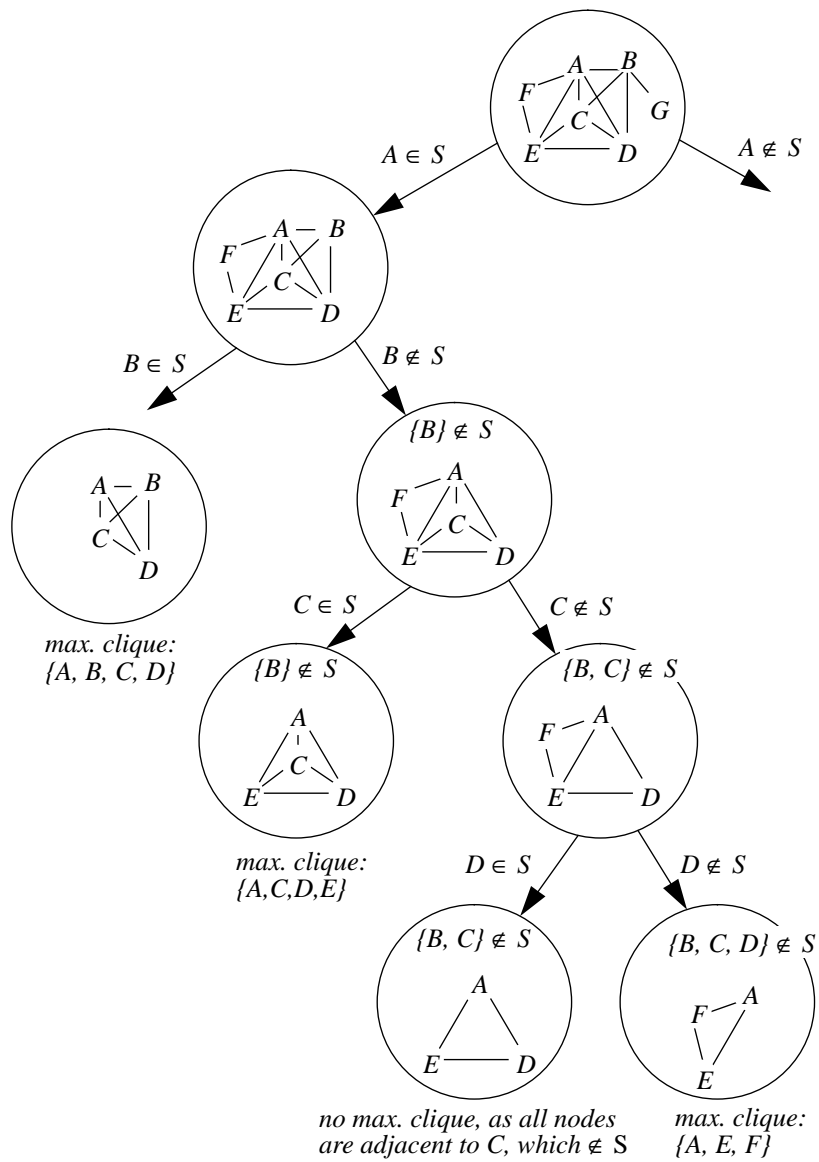 A B
F
C G
E D
A ∈ S A ∉ S
A B
F
C
E D
B ∈ S B ∉ S
{B} ∉ S
A B
A
F
C
C
D
E D
C ∈ S C ∉ S
max. clique:
{A, B, C, D}
{B} ∉ S {B, C} ∉ S
A A
F
C
E D E D
max. clique:
{A,C,D,E}
D ∈ S D ∉ S
{B, C} ∉ S {B, C, D} ∉ S
A A
F
E D E
no max. clique, as all nodes
are adjacent to C, which ∉ S
max. clique:
{A, E, F}